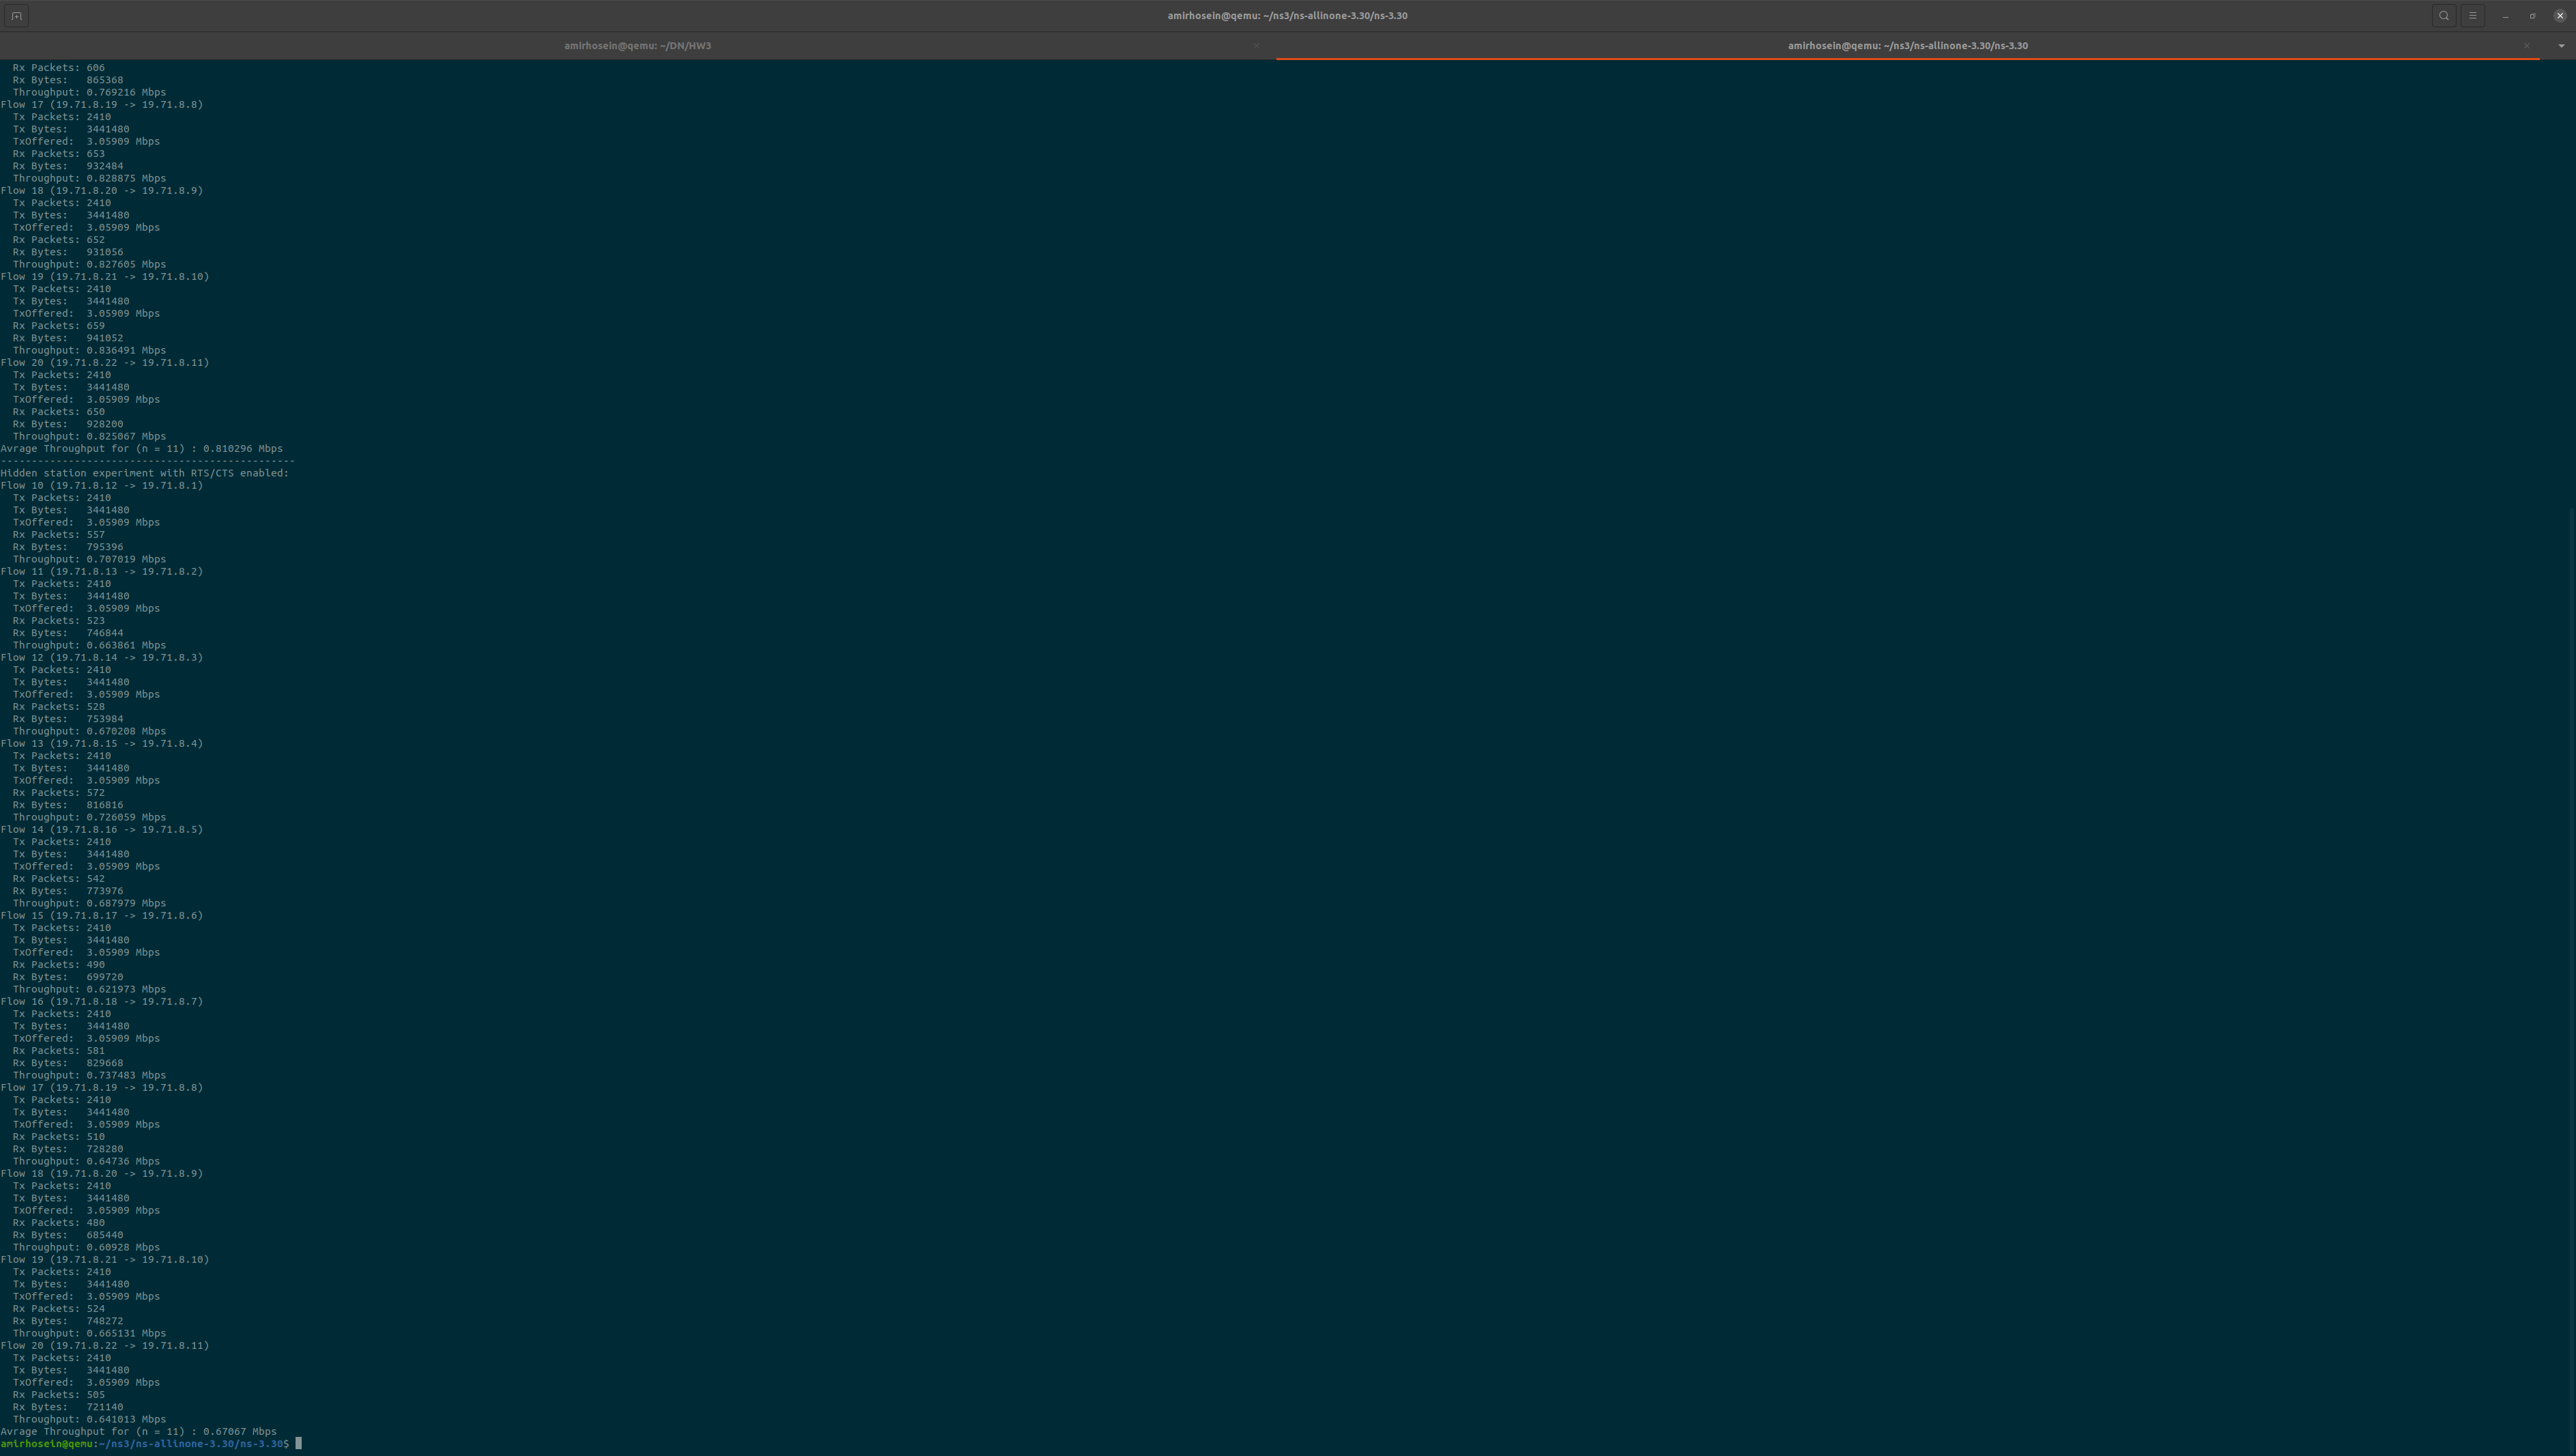 amirhosein@qemu: ~/ns3/ns-allinone-3.30/ns-3.30
amirhosein@qemu: ~/DN/HW3
amirhosein@qemu: ~/ns3/ns-allinone-3.30/ns-3.30
Rx Packets: 606
Rx Bytes: 865368
Throughput: 0.769216 Mbps
Flow 17 (19.71.8.19 -> 19.71.8.8)
Tx Packets: 2410
Tx Bytes: 3441480
TxOffered: 3.05909 Mbps
Rx Packets: 653
Rx Bytes: 932484
Throughput: 0.828875 Mbps
Flow 18 (19.71.8.20 -> 19.71.8.9)
Tx Packets: 2410
Tx Bytes: 3441480
TxOffered: 3.05909 Mbps
Rx Packets: 652
Rx Bytes: 931056
Throughput: 0.827605 Mbps
Flow 19 (19.71.8.21 -> 19.71.8.10)
Tx Packets: 2410
Tx Bytes: 3441480
TxOffered: 3.05909 Mbps
Rx Packets: 659
Rx Bytes: 941052
Throughput: 0.836491 Mbps
Flow 20 (19.71.8.22 -> 19.71.8.11)
Tx Packets: 2410
Tx Bytes: 3441480
TxOffered: 3.05909 Mbps
Rx Packets: 650
Rx Bytes: 928200
Throughput: 0.825067 Mbps
Avrage Throughput for (n = 11) : 0.810296 Mbps
------------------------------------------------
Hidden station experiment with RTS/CTS enabled:
Flow 10 (19.71.8.12 -> 19.71.8.1)
Tx Packets: 2410
Tx Bytes: 3441480
TxOffered: 3.05909 Mbps
Rx Packets: 557
Rx Bytes: 795396
Throughput: 0.707019 Mbps
Flow 11 (19.71.8.13 -> 19.71.8.2)
Tx Packets: 2410
Tx Bytes: 3441480
TxOffered: 3.05909 Mbps
Rx Packets: 523
Rx Bytes: 746844
Throughput: 0.663861 Mbps
Flow 12 (19.71.8.14 -> 19.71.8.3)
Tx Packets: 2410
Tx Bytes: 3441480
TxOffered: 3.05909 Mbps
Rx Packets: 528
Rx Bytes: 753984
Throughput: 0.670208 Mbps
Flow 13 (19.71.8.15 -> 19.71.8.4)
Tx Packets: 2410
Tx Bytes: 3441480
TxOffered: 3.05909 Mbps
Rx Packets: 572
Rx Bytes: 816816
Throughput: 0.726059 Mbps
Flow 14 (19.71.8.16 -> 19.71.8.5)
Tx Packets: 2410
Tx Bytes: 3441480
TxOffered: 3.05909 Mbps
Rx Packets: 542
Rx Bytes: 773976
Throughput: 0.687979 Mbps
Flow 15 (19.71.8.17 -> 19.71.8.6)
Tx Packets: 2410
Tx Bytes: 3441480
TxOffered: 3.05909 Mbps
Rx Packets: 490
Rx Bytes: 699720
Throughput: 0.621973 Mbps
Flow 16 (19.71.8.18 -> 19.71.8.7)
Tx Packets: 2410
Tx Bytes: 3441480
TxOffered: 3.05909 Mbps
Rx Packets: 581
Rx Bytes: 829668
Throughput: 0.737483 Mbps
Flow 17 (19.71.8.19 -> 19.71.8.8)
Tx Packets: 2410
Tx Bytes: 3441480
TxOffered: 3.05909 Mbps
Rx Packets: 510
Rx Bytes: 728280
Throughput: 0.64736 Mbps
Flow 18 (19.71.8.20 -> 19.71.8.9)
Tx Packets: 2410
Tx Bytes: 3441480
TxOffered: 3.05909 Mbps
Rx Packets: 480
Rx Bytes: 685440
Throughput: 0.60928 Mbps
Flow 19 (19.71.8.21 -> 19.71.8.10)
Tx Packets: 2410
Tx Bytes: 3441480
TxOffered: 3.05909 Mbps
Rx Packets: 524
Rx Bytes: 748272
Throughput: 0.665131 Mbps
Flow 20 (19.71.8.22 -> 19.71.8.11)
Tx Packets: 2410
Tx Bytes: 3441480
TxOffered: 3.05909 Mbps
Rx Packets: 505
Rx Bytes: 721140
Throughput: 0.641013 Mbps
Avrage Throughput for (n = 11) : 0.67067 Mbps
amirhosein@qemu:~/ns3/ns-allinone-3.30/ns-3.30$